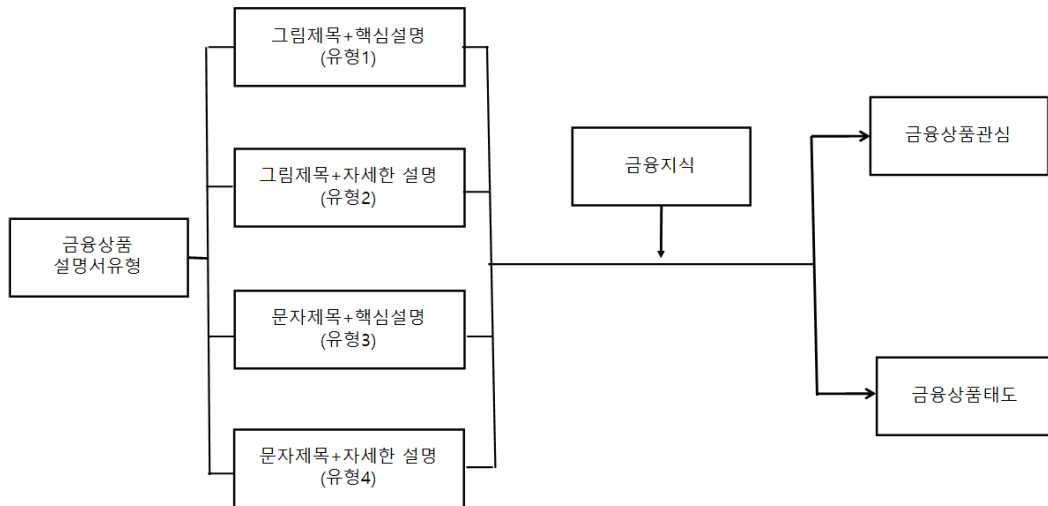 금융상품
설명서유형
그림제목+핵심설명
(유형1)
그림제목+자세한 설명
(유형2)
문자제목+핵심설명
(유형3)
문자제목+자세한 설명
(유형4)
금융지식
금융상품관심
금융상품태도